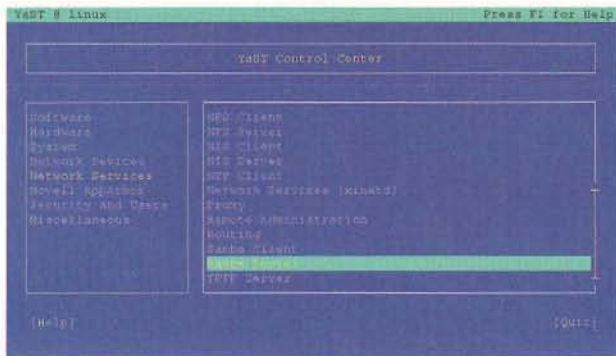 YaST @ linux
Press F1 for Help
YaST Control Center
Software
Hardware
System
Network Devices
Network Services
Novell AppArmor
Security and Users
Miscellaneous
NFS Client
NFS Server
NIS Client
NIS Server
NTP Client
Network Services (xinetd)
Proxy
Remote Administration
Routing
Samba Client
Samba Server
TFTP Server
[Help]
[Quit]